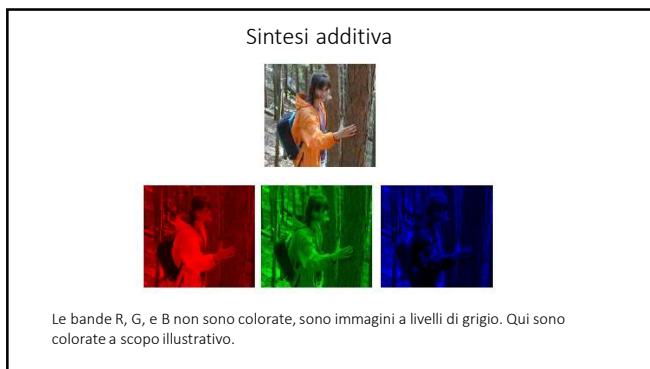 Sintesi additiva
Le bande R, G, e B non sono colorate, sono immagini a livelli di grigio. Qui sono
colorate a scopo illustrativo.